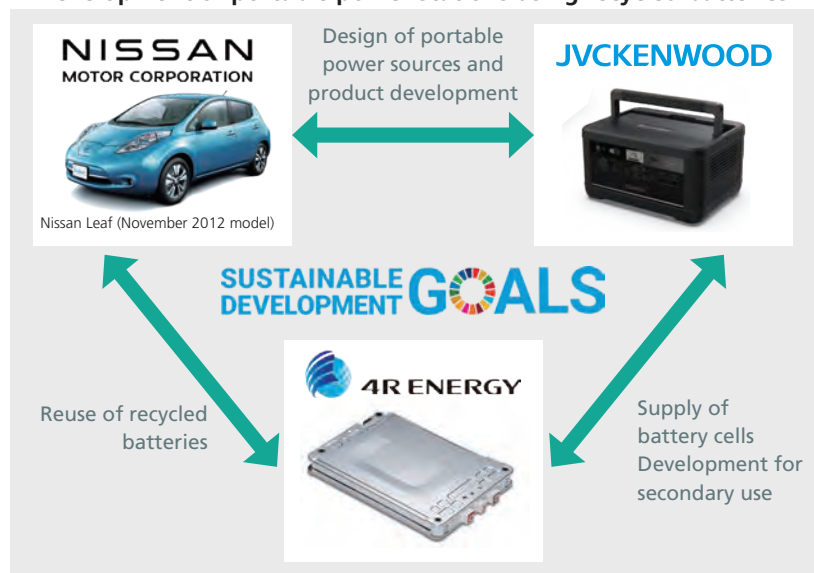 NISSAN
MOTOR CORPORATION
Nissan Leaf (November 2012 model)
Design of portable
power sources and
product development
JVCKENWOOD
SUSTAINABLE
DEVELOPMENT
GOALS
4R ENERGY
Reuse of recycled
batteries
Supply of
battery cells
Development for
secondary use